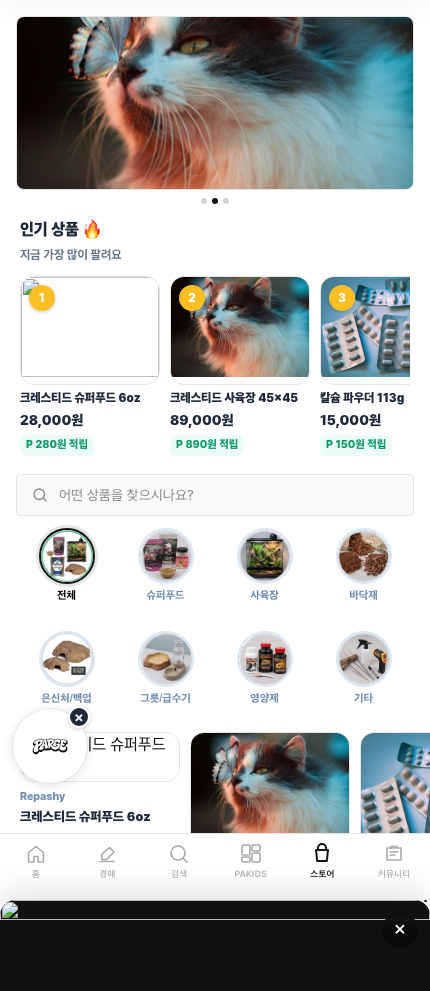 인기 상품 🔥
지금 가장 많이 팔려요
1
2
3
크레스티드 슈퍼푸드 6oz
28,000원
P 280원 적립
크레스티드 사육장 45×45
89,000원
P 890원 적립
칼슘 파우더 113g
15,000원
P 150원 적립
어떤 상품을 찾으시나요?
전체
슈퍼푸드
사육장
바닥재
은신처/백업
그릇/급수기
영양제
기타
PARGE
티드 슈퍼푸드
Repashy
크레스티드 슈퍼푸드 6oz
홈
경매
검색
PAKIDS
스토어
커뮤니티